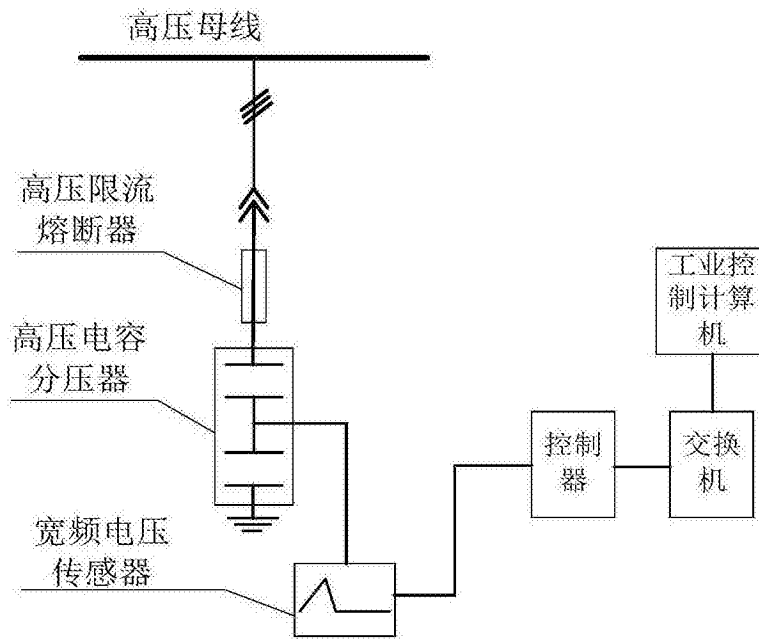 高压母线
高压限流
熔断器
工业控
制计算
机
高压电容
分压器
控制
器
交换
机
宽频电压
传感器